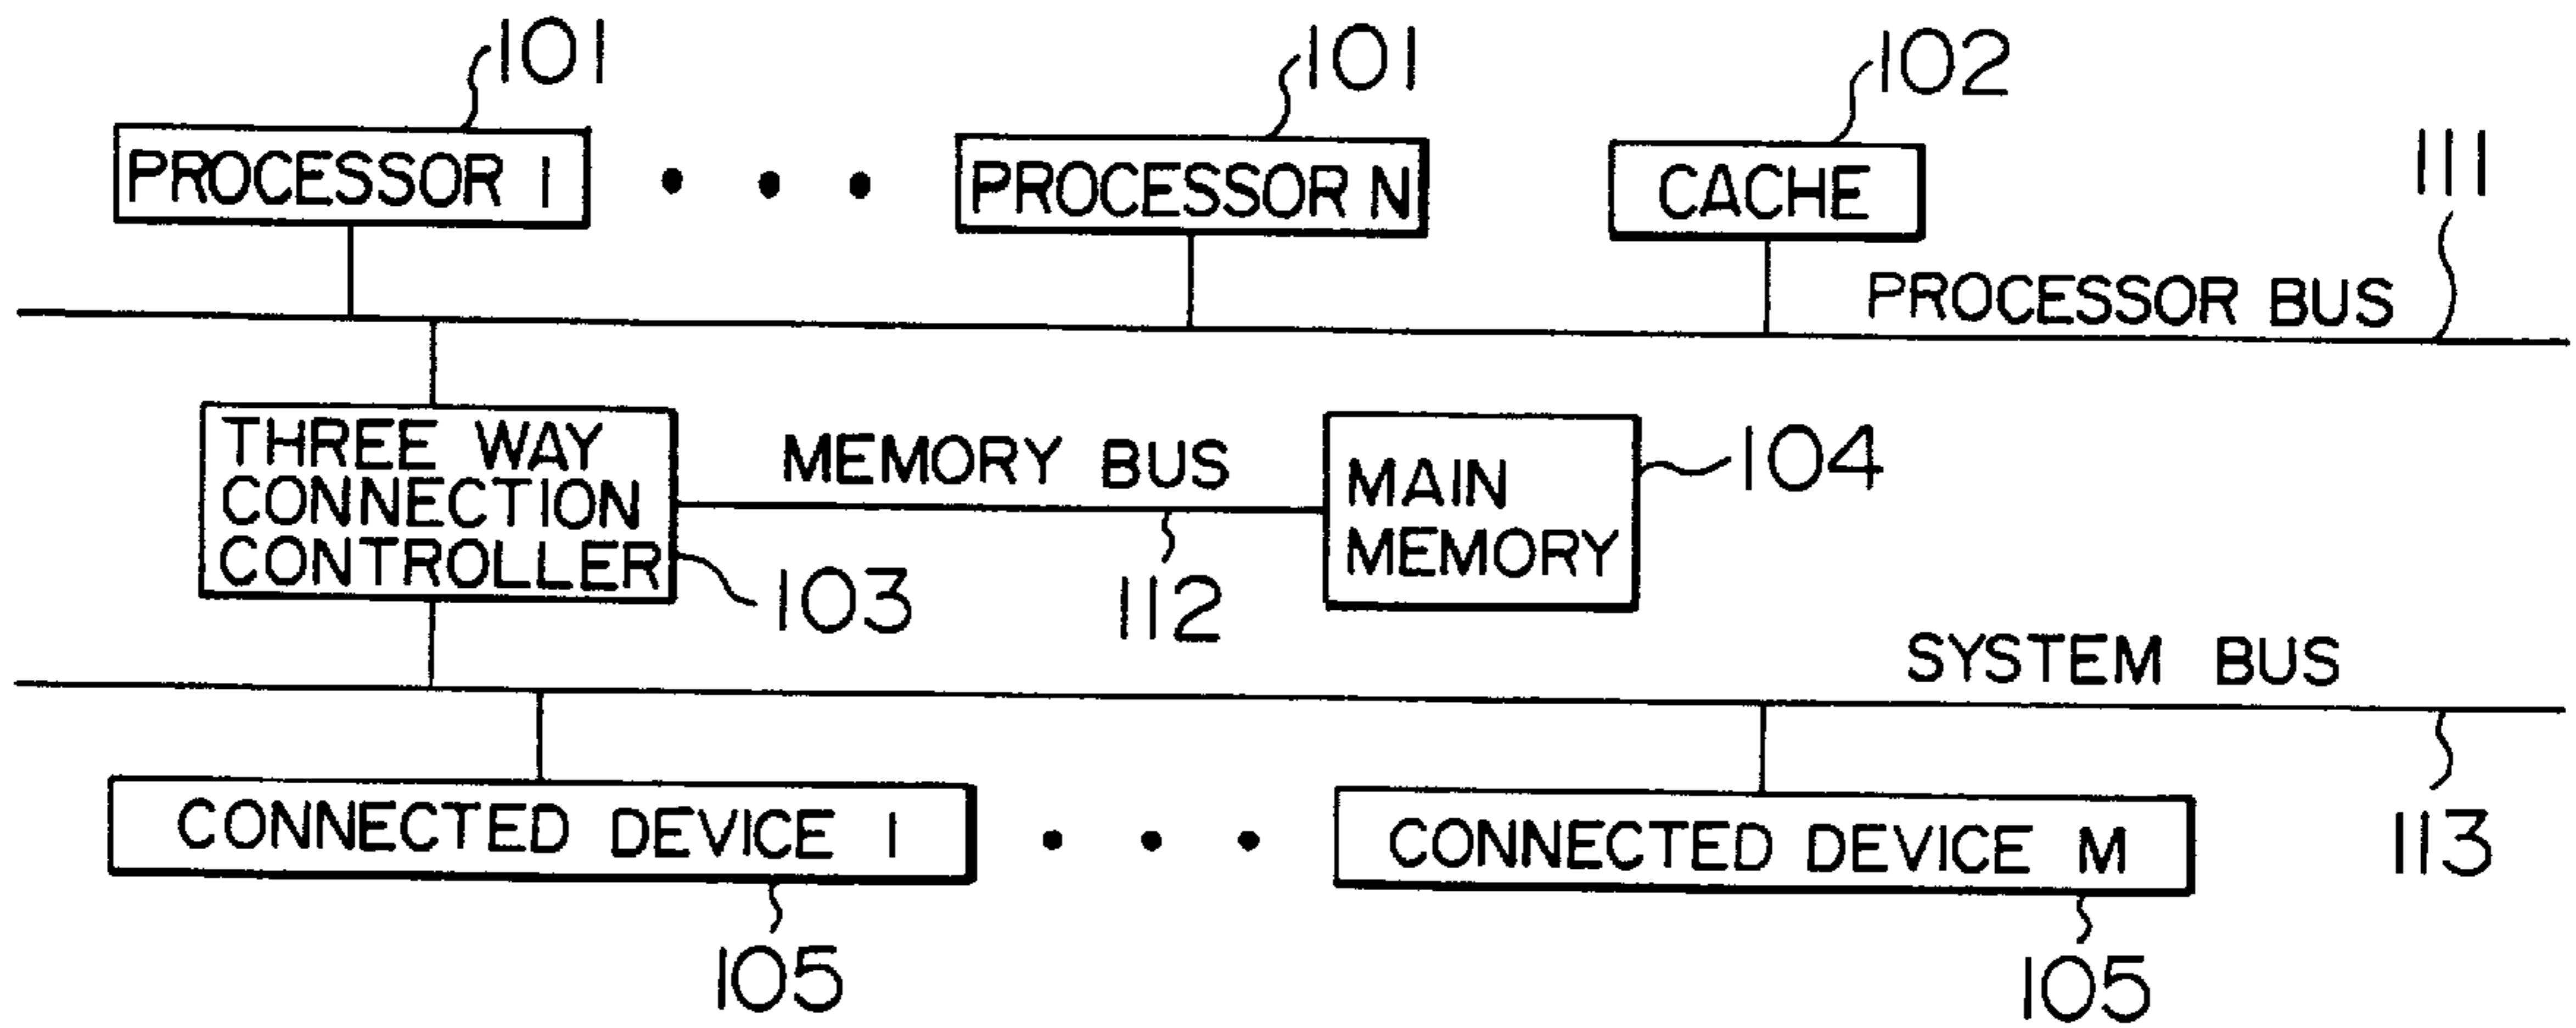 101
101
102
111
PROCESSOR 1
PROCESSOR N
CACHE
PROCESSOR BUS
THREE WAY
CONNECTION
CONTROLLER
103
MEMORY BUS
112
MAIN
MEMORY
104
SYSTEM BUS
113
CONNECTED DEVICE 1
CONNECTED DEVICE M
105
105